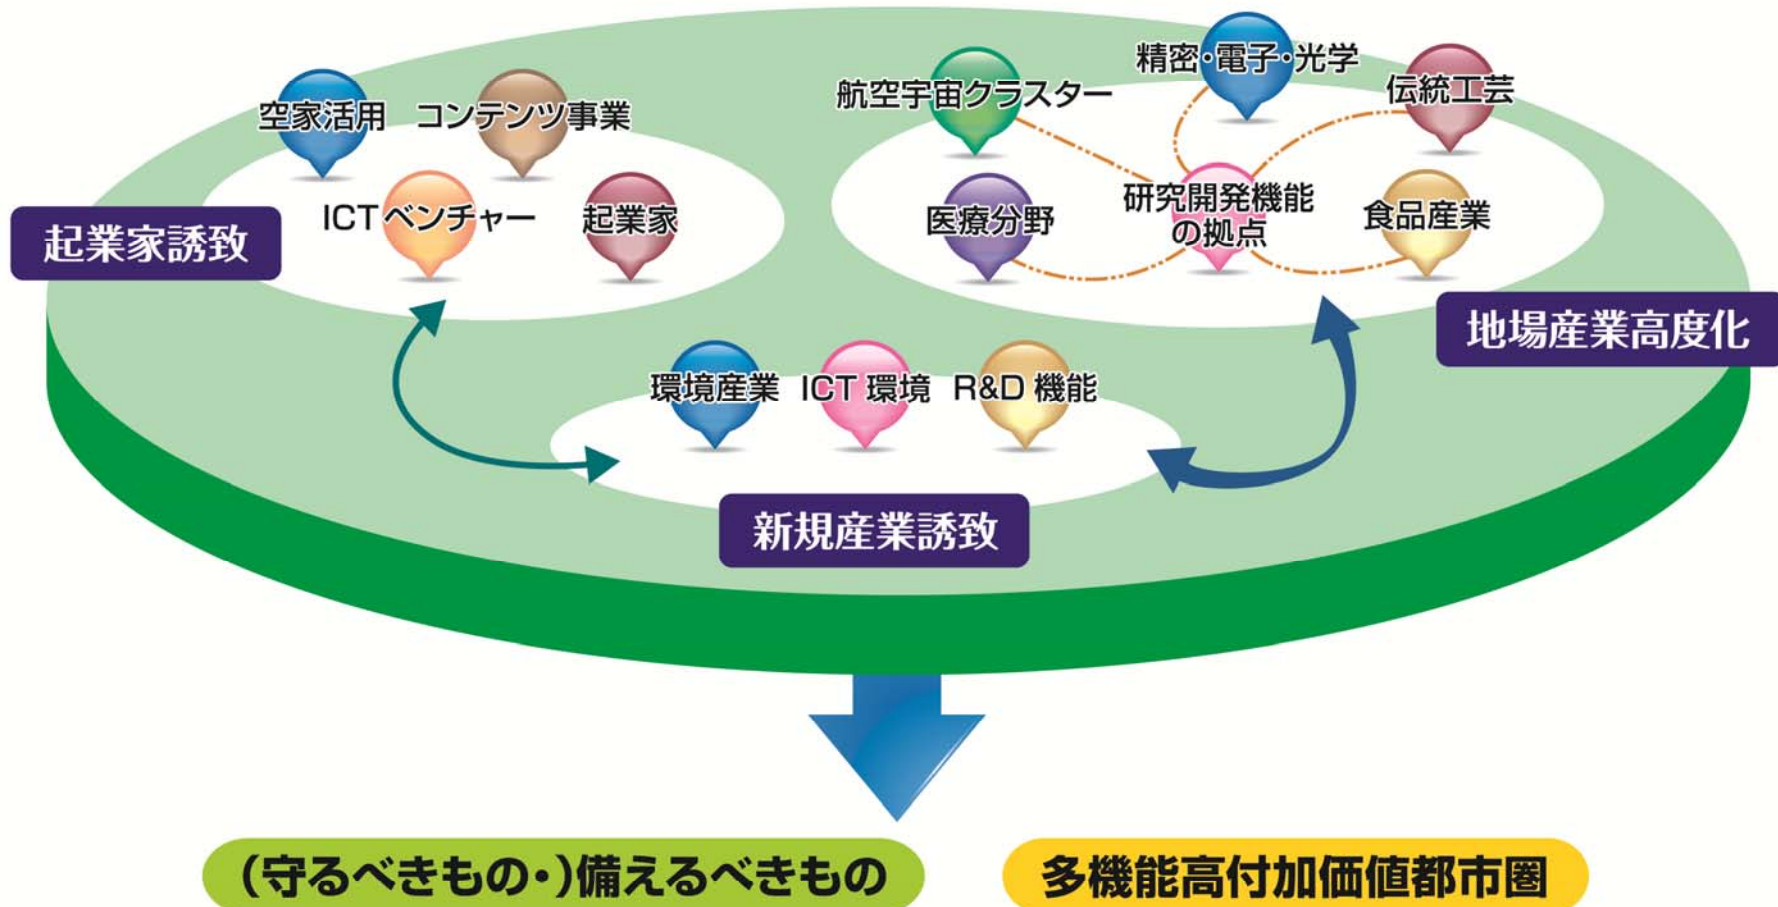 空家活用
コンテンツ事業
ICTベンチャー
起業家
起業家誘致
航空宇宙クラスター
精密・電子・光学
伝統工芸
医療分野
研究開発機能
の拠点
食品産業
地場産業高度化
環境産業
ICT 環境
R&D 機能
新規産業誘致
(守るべきもの・)備えるべきもの
多機能高付加価値都市圏